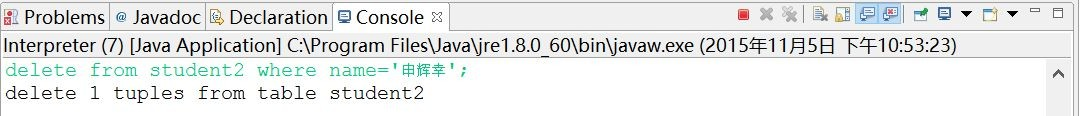 Problems @ Javadoc Declaration Console
Interpreter (7) [Java Application] C:\Program Files\Java\jre1.8.0_60\bin\javaw.exe (2015年11月5日 下午10:53:23)
delete from student2 where name='申辉幸';
delete 1 tuples from table student2